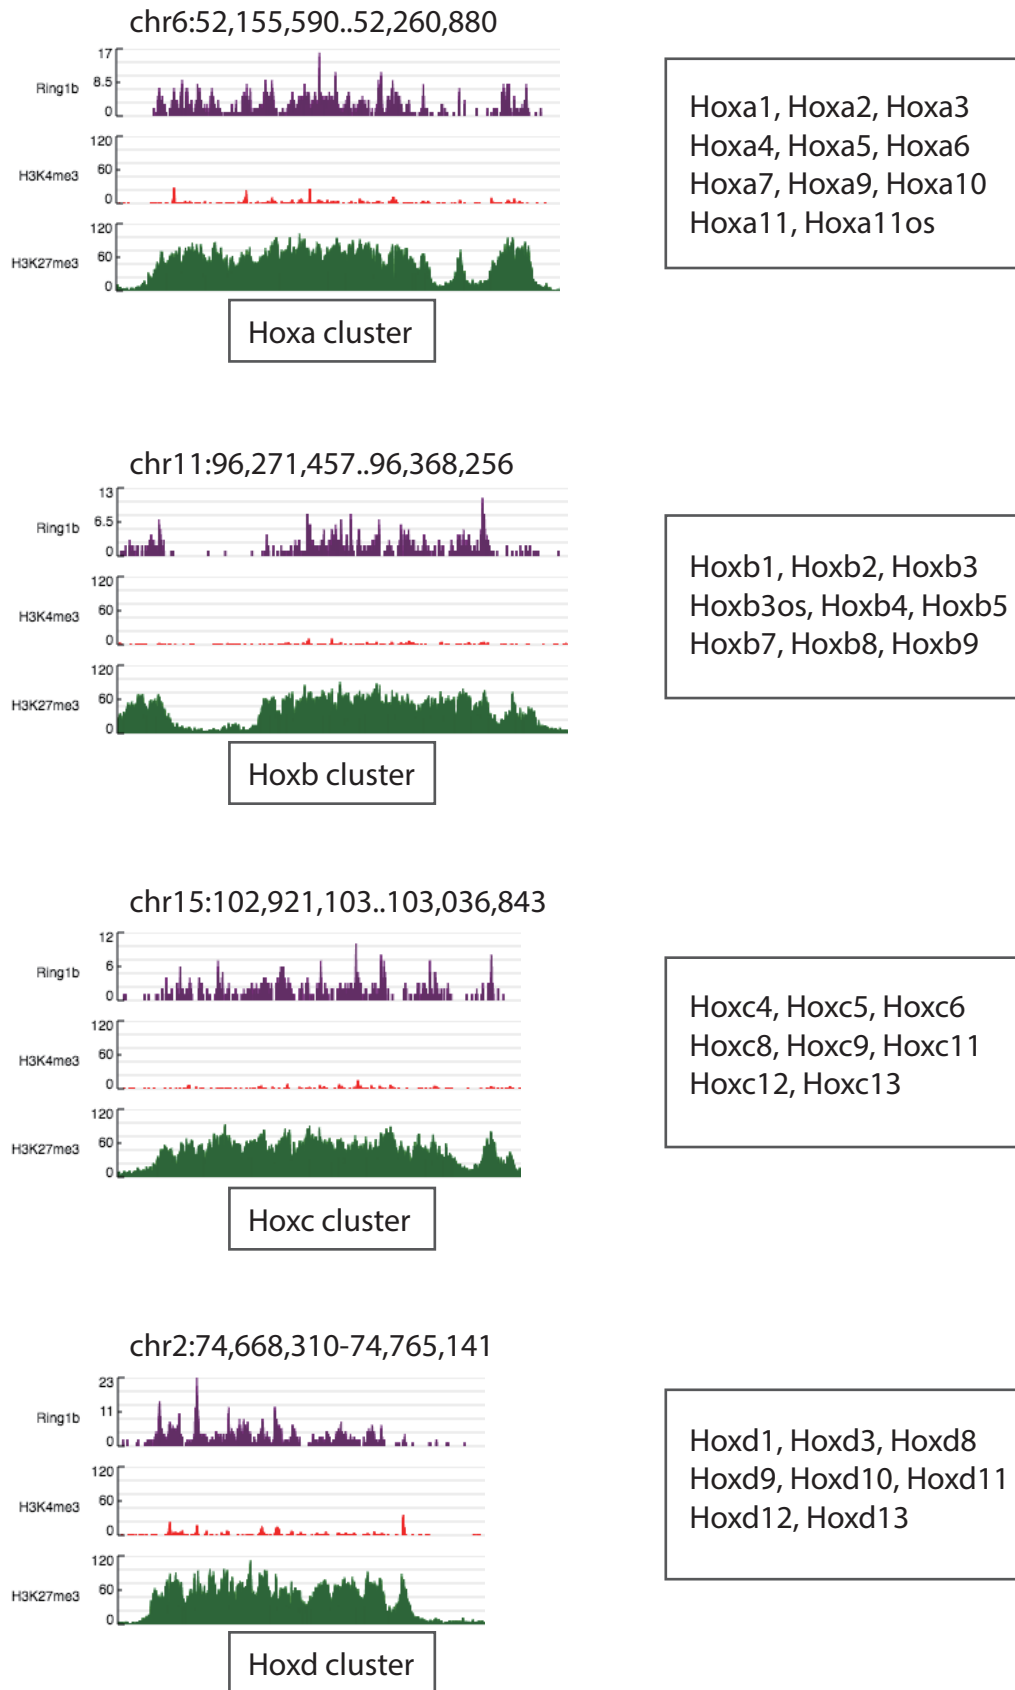 chr6:52,155,590..52,260,880
17
Ring1b 8.5
0
120
H3K4me3 60
0
120
H3K27me3 60
0
Hoxa cluster
Hoxa1, Hoxa2, Hoxa3
Hoxa4, Hoxa5, Hoxa6
Hoxa7, Hoxa9, Hoxa10
Hoxa11, Hoxa11os
chr11:96,271,457..96,368,256
13
Ring1b 6.5
0
120
H3K4me3 60
0
120
H3K27me3 60
0
Hoxb cluster
Hoxb1, Hoxb2, Hoxb3
Hoxb3os, Hoxb4, Hoxb5
Hoxb7, Hoxb8, Hoxb9
chr15:102,921,103..103,036,843
12
Ring1b 6
0
120
H3K4me3 60
0
120
H3K27me3 60
0
Hoxc cluster
Hoxc4, Hoxc5, Hoxc6
Hoxc8, Hoxc9, Hoxc11
Hoxc12, Hoxc13
chr2:74,668,310-74,765,141
23
Ring1b 11
0
120
H3K4me3 60
0
120
H3K27me3 60
0
Hoxd cluster
Hoxd1, Hoxd3, Hoxd8
Hoxd9, Hoxd10, Hoxd11
Hoxd12, Hoxd13